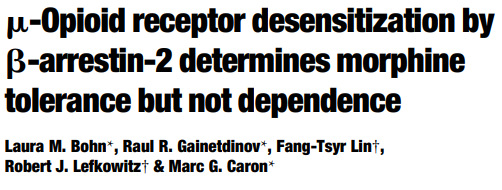 μ-Opioid receptor desensitization by
β-arrestin-2 determines morphine
tolerance but not dependence
Laura M. Bohn*, Raul R. Gainetdinov*, Fang-Tsyr Lin†,
Robert J. Lefkowitz† & Marc G. Caron*